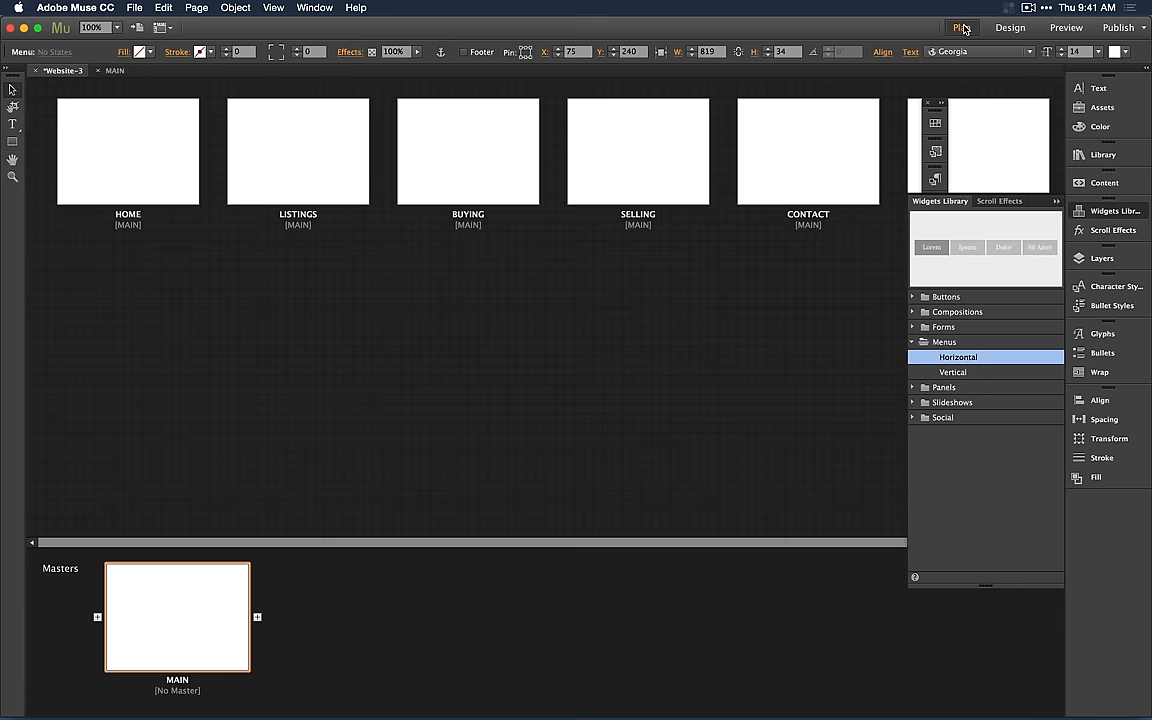 Adobe Muse CC File Edit Page Object View Window Help Thu 9:41 AM
Mu 100% Design Preview Publish
Menu: No States Fill: Stroke: 0 0 Effects: 100% Footer Pin: X: 75 Y: 240 W: 819 H: 34 0° Align Text Georgia 14
× *Website-3 × MAIN
HOME
[MAIN]
LISTINGS
[MAIN]
BUYING
[MAIN]
SELLING
[MAIN]
CONTACT
[MAIN]
Widgets Library Scroll Effects
Lorem Ipsum Dolor Sit Amet
Buttons
Compositions
Forms
Menus
Horizontal
Vertical
Panels
Slideshows
Social
Text
Assets
Color
Library
Content
Widgets Libr...
Scroll Effects
Layers
Character Sty...
Bullet Styles
Glyphs
Bullets
Wrap
Align
Spacing
Transform
Stroke
Fill
Masters
MAIN
[No Master]